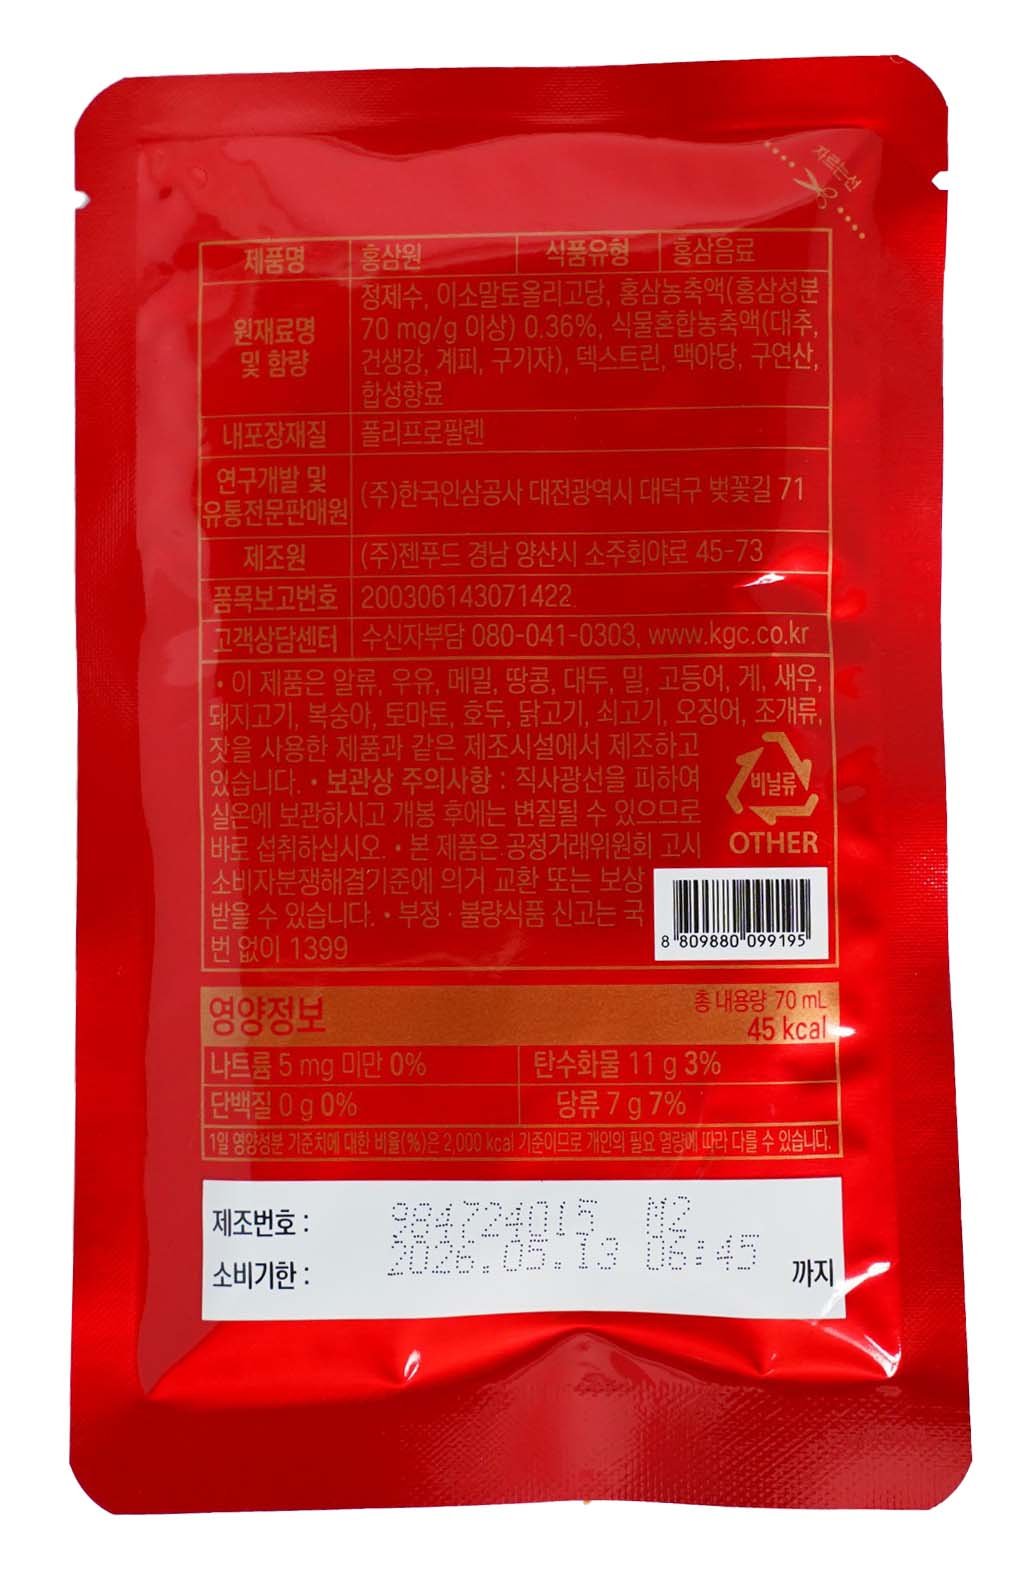 자르는선
제품명 홍삼원 식품유형 홍삼음료
원재료명 및 함량
정제수, 이소말토올리고당, 홍삼농축액(홍삼성분
70 mg/g 이상) 0.36%, 식물혼합농축액(대추,
건생강, 계피, 구기자), 덱스트린, 맥아당, 구연산,
합성향료
내포장재질 폴리프로필렌
연구개발 및
유통전문판매원 (주)한국인삼공사 대전광역시 대덕구 벚꽃길 71
제조원 (주)젠푸드 경남 양산시 소주회야로 45-73
품목보고번호 200306143071422
고객상담센터 수신자부담 080-041-0303, www.kgc.co.kr
• 이 제품은 알류, 우유, 메밀, 땅콩, 대두, 밀, 고등어, 게, 새우,
돼지고기, 복숭아, 토마토, 호두, 닭고기, 쇠고기, 오징어, 조개류,
잣을 사용한 제품과 같은 제조시설에서 제조하고
있습니다. • 보관상 주의사항 : 직사광선을 피하여
실온에 보관하시고 개봉 후에는 변질될 수 있으므로
바로 섭취하십시오. • 본 제품은 공정거래위원회 고시
소비자분쟁해결기준에 의거 교환 또는 보상
받을 수 있습니다. • 부정 · 불량식품 신고는 국
번 없이 1399
비닐류
OTHER
8 809880 099195
영양정보 총 내용량 70 mL
45 kcal
나트륨 5 mg 미만 0% 탄수화물 11 g 3%
단백질 0 g 0% 당류 7 g 7%
1일 영양성분 기준치에 대한 비율(%)은 2,000 kcal 기준이므로 개인의 필요 열량에 따라 다를 수 있습니다.
제조번호 : 984724015 M2
소비기한 : 2026.05.13 06:45 까지